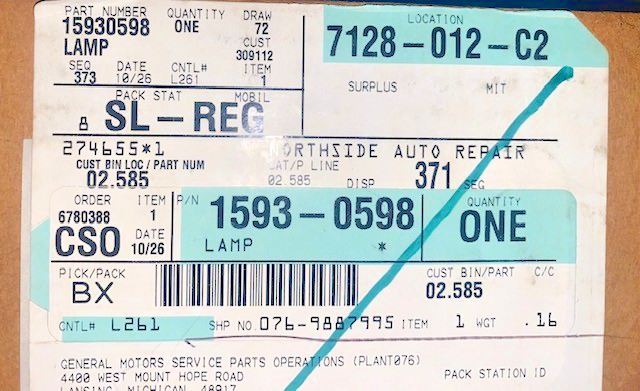 PART NUMBER QUANTITY DRAW
15930598 ONE 72
LAMP CUST
309112
SEQ DATE CNTL# ITEM
373 10/26 L261 1
LOCATION
7128-012-C2
SURPLUS MIT
PACK STAT MOBIL
8 SL-REG
274655*1 NORTHSIDE AUTO REPAIR
CUST BIN LOC/PART NUM CAT/P LINE
02.585 02.585 DISP 371 SEG
ORDER ITEM P/N QUANTITY
6780388 1 1593-0598 ONE
CSO DATE 10/26 LAMP *
PICK/PACK CUST BIN/PART C/C
BX 02.585
CNTL# L261 SHP NO.076-9887995 ITEM 1 WGT .16
GENERAL MOTORS SERVICE PARTS OPERATIONS (PLANT076)
4400 WEST MOUNT HOPE ROAD PACK STATION ID
LANSING, MICHIGAN 48917